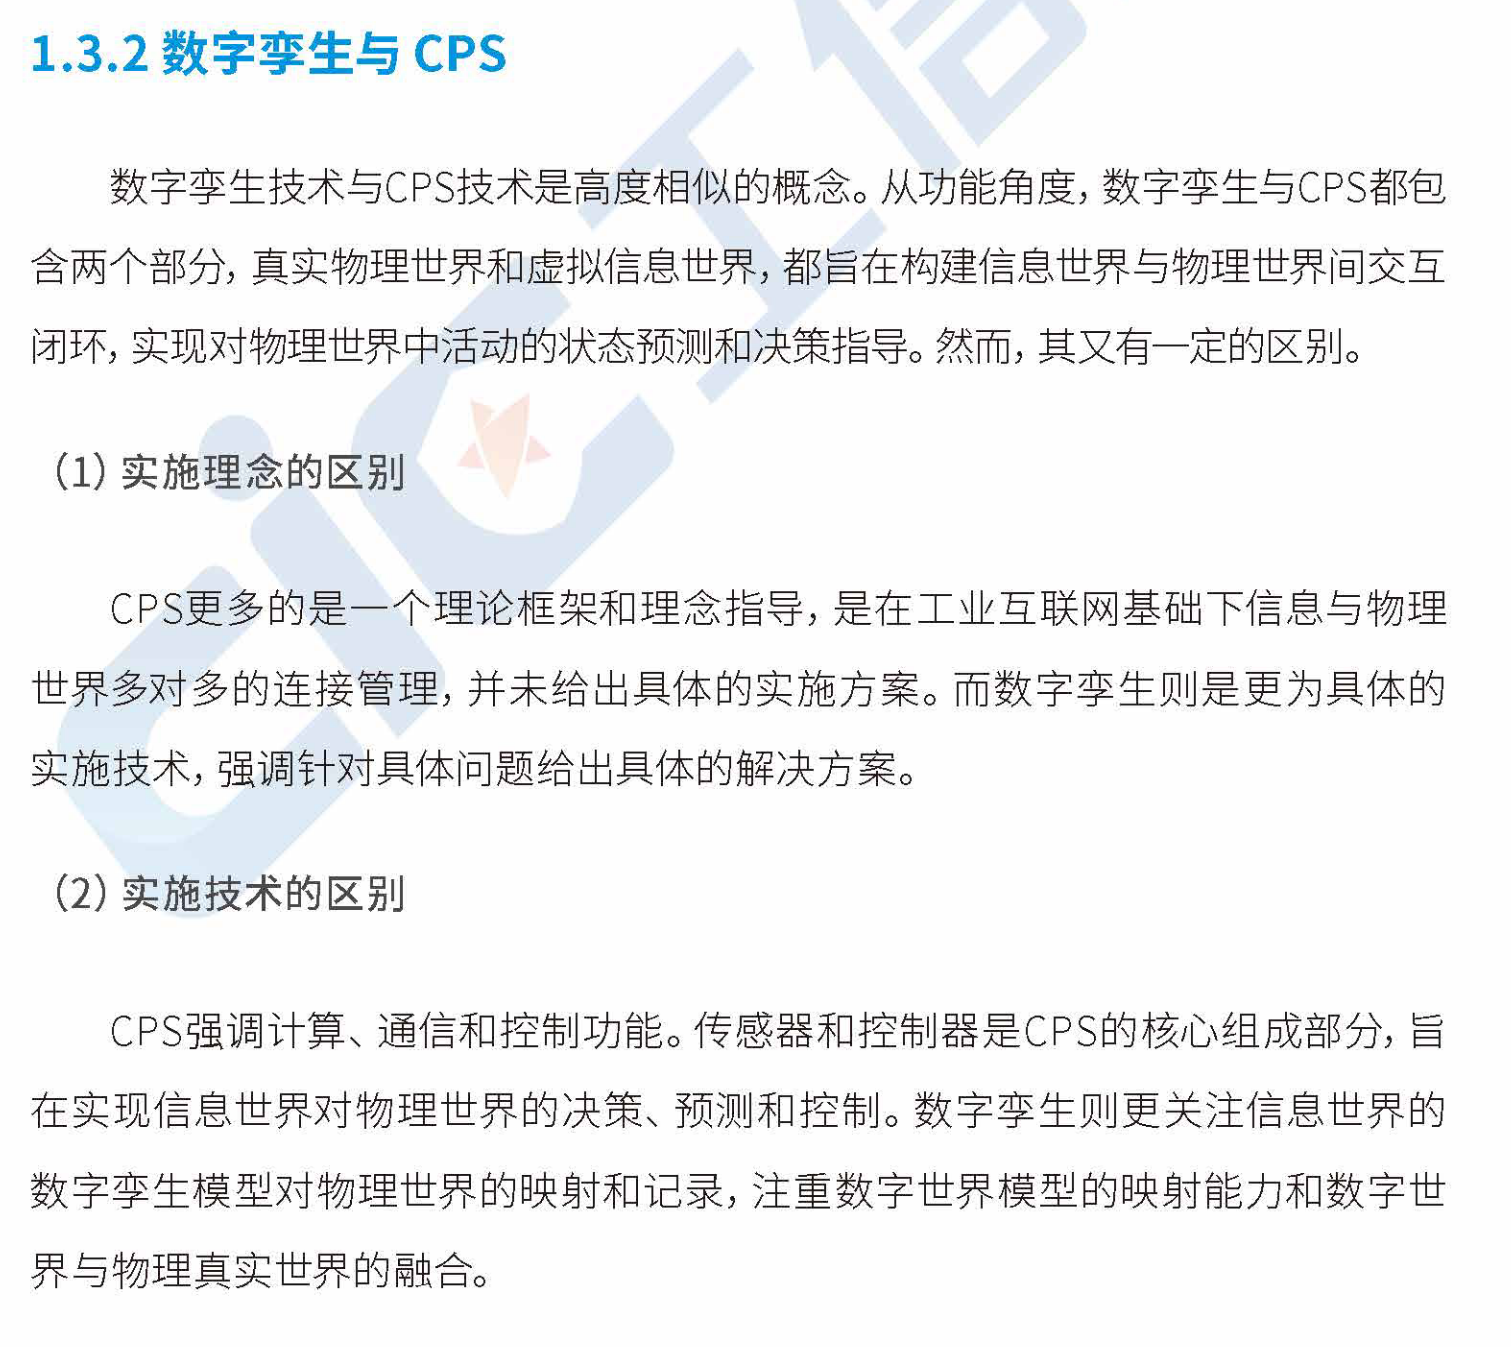 1.3.2 数字孪生与 CPS
数字孪生技术与CPS技术是高度相似的概念。从功能角度，数字孪生与CPS都包
含两个部分，真实物理世界和虚拟信息世界，都旨在构建信息世界与物理世界间交互
闭环，实现对物理世界中活动的状态预测和决策指导。然而，其又有一定的区别。
（1）实施理念的区别
CPS更多的是一个理论框架和理念指导，是在工业互联网基础下信息与物理
世界多对多的连接管理，并未给出具体的实施方案。而数字孪生则是更为具体的
实施技术，强调针对具体问题给出具体的解决方案。
（2）实施技术的区别
CPS强调计算、通信和控制功能。传感器和控制器是CPS的核心组成部分，旨
在实现信息世界对物理世界的决策、预测和控制。数字孪生则更关注信息世界的
数字孪生模型对物理世界的映射和记录，注重数字世界模型的映射能力和数字世
界与物理真实世界的融合。
CIC工信